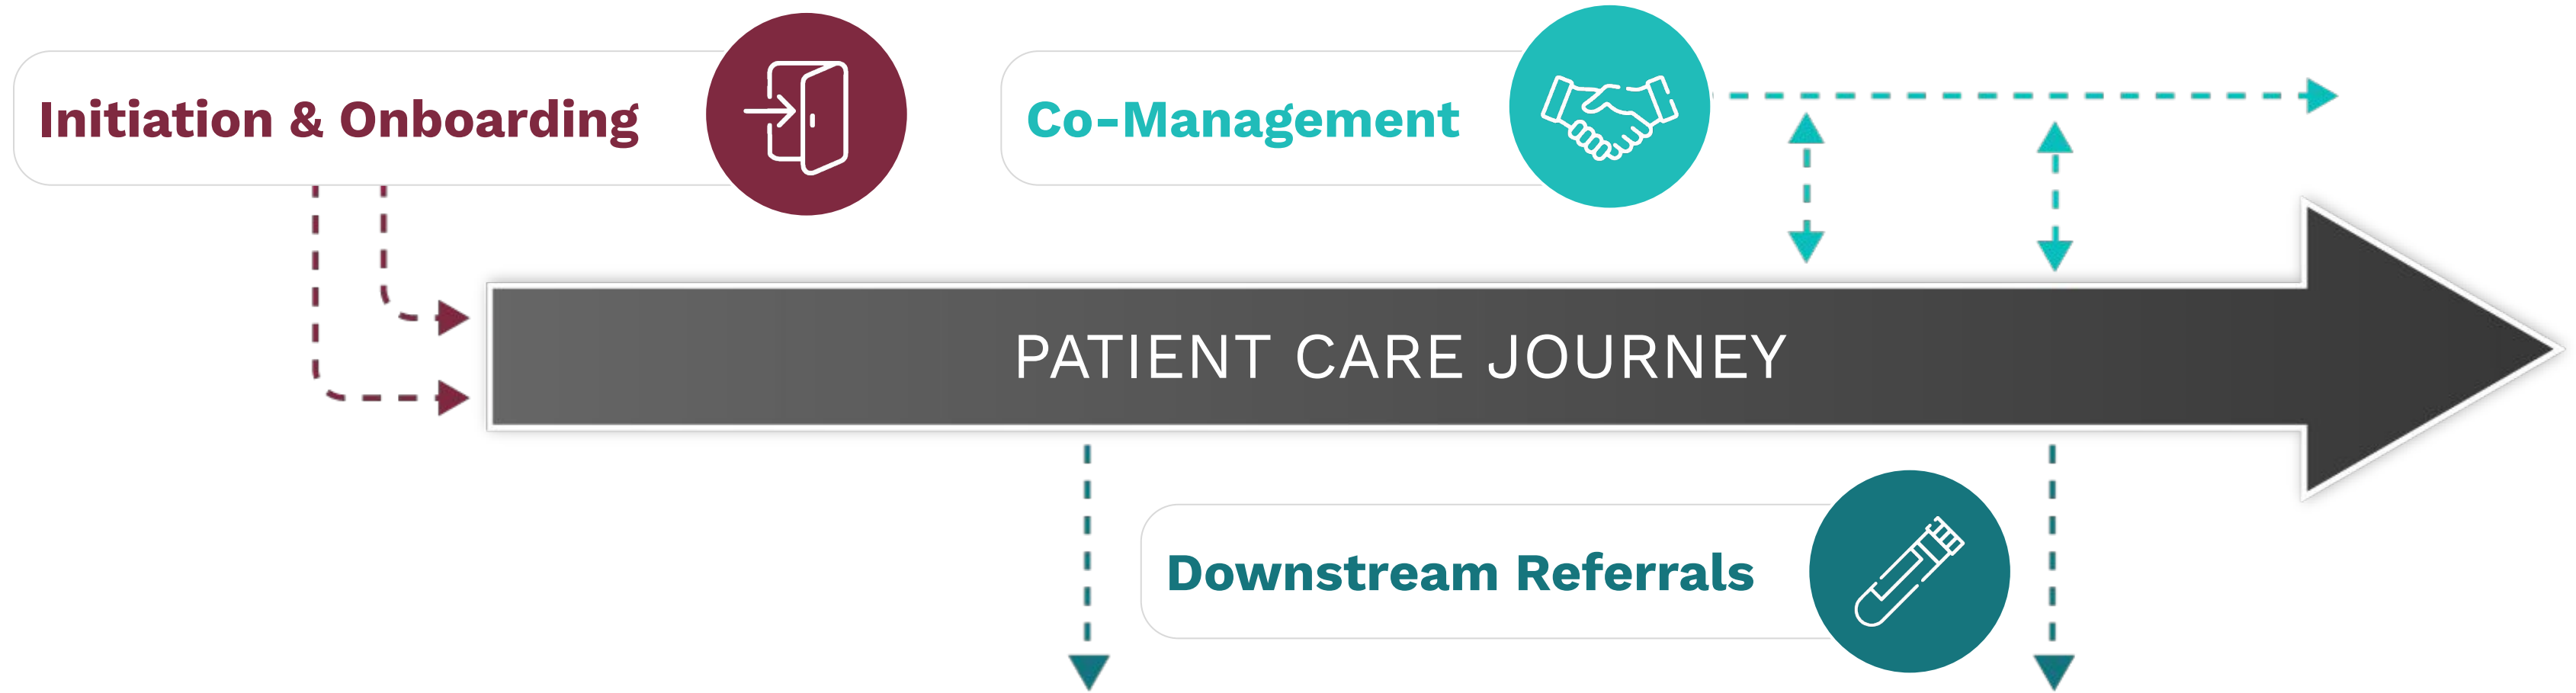 Initiation & Onboarding
Co-Management
PATIENT CARE JOURNEY
Downstream Referrals